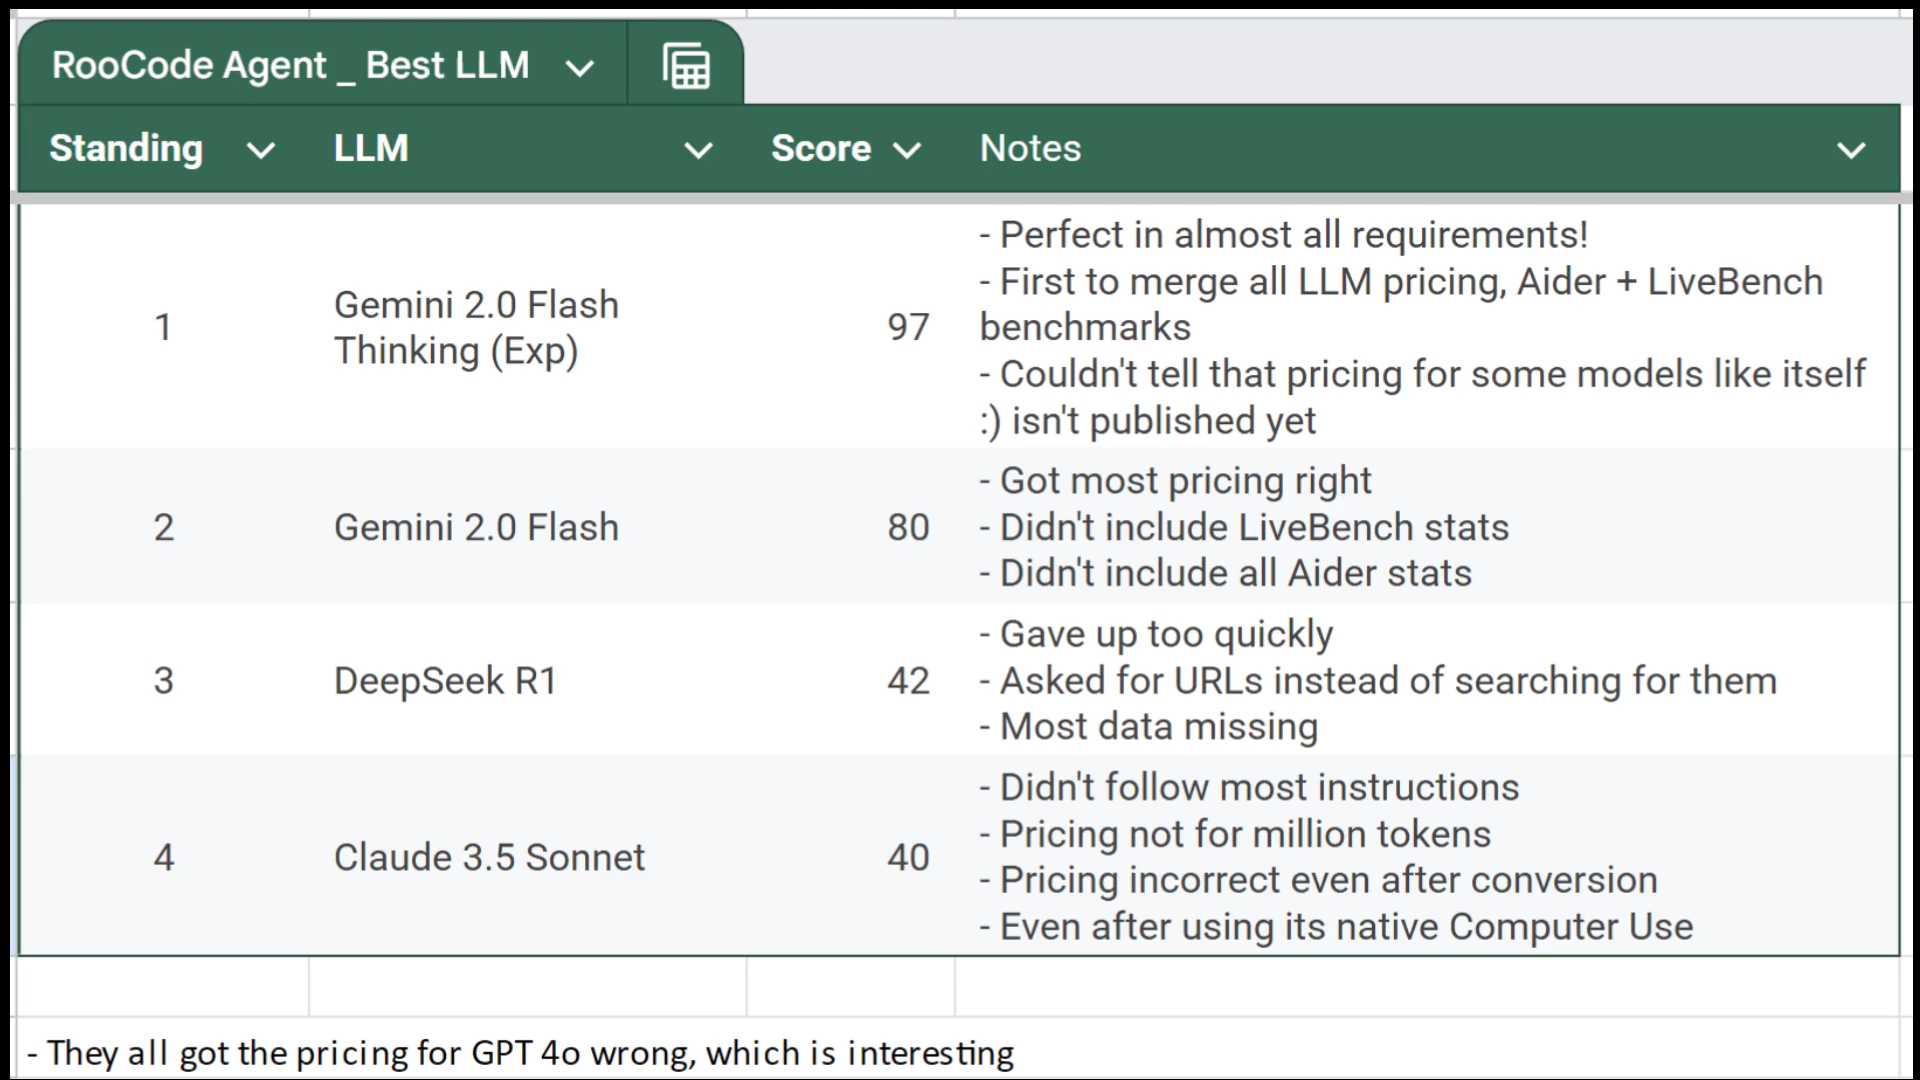 RooCode Agent _ Best LLM
Standing LLM Score Notes
1
Gemini 2.0 Flash
Thinking (Exp)
97
- Perfect in almost all requirements!
- First to merge all LLM pricing, Aider + LiveBench
benchmarks
- Couldn't tell that pricing for some models like itself
:) isn't published yet
2
Gemini 2.0 Flash
80
- Got most pricing right
- Didn't include LiveBench stats
- Didn't include all Aider stats
3
DeepSeek R1
42
- Gave up too quickly
- Asked for URLs instead of searching for them
- Most data missing
4
Claude 3.5 Sonnet
40
- Didn't follow most instructions
- Pricing not for million tokens
- Pricing incorrect even after conversion
- Even after using its native Computer Use
- They all got the pricing for GPT 4o wrong, which is interesting